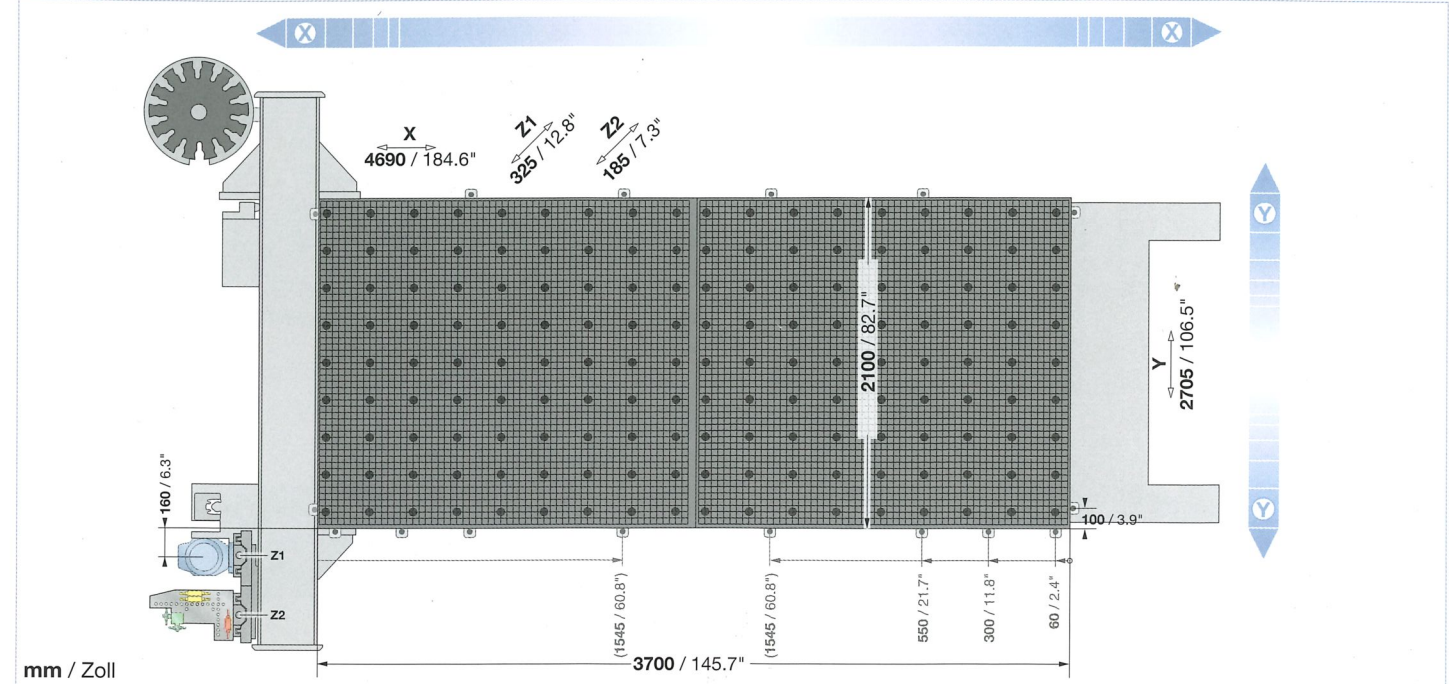 X
X
X
4690 / 184.6"
Z1
325 / 12.8"
Z2
185 / 7.3"
Y
2100 / 82.7"
Y
2705 / 106.5"
160 / 6.3"
Y
100 / 3.9"
Z1
Z2
(1545 / 60.8")
(1545 / 60.8")
550 / 21.7"
300 / 11.8"
60 / 2.4"
3700 / 145.7"
mm / Zoll